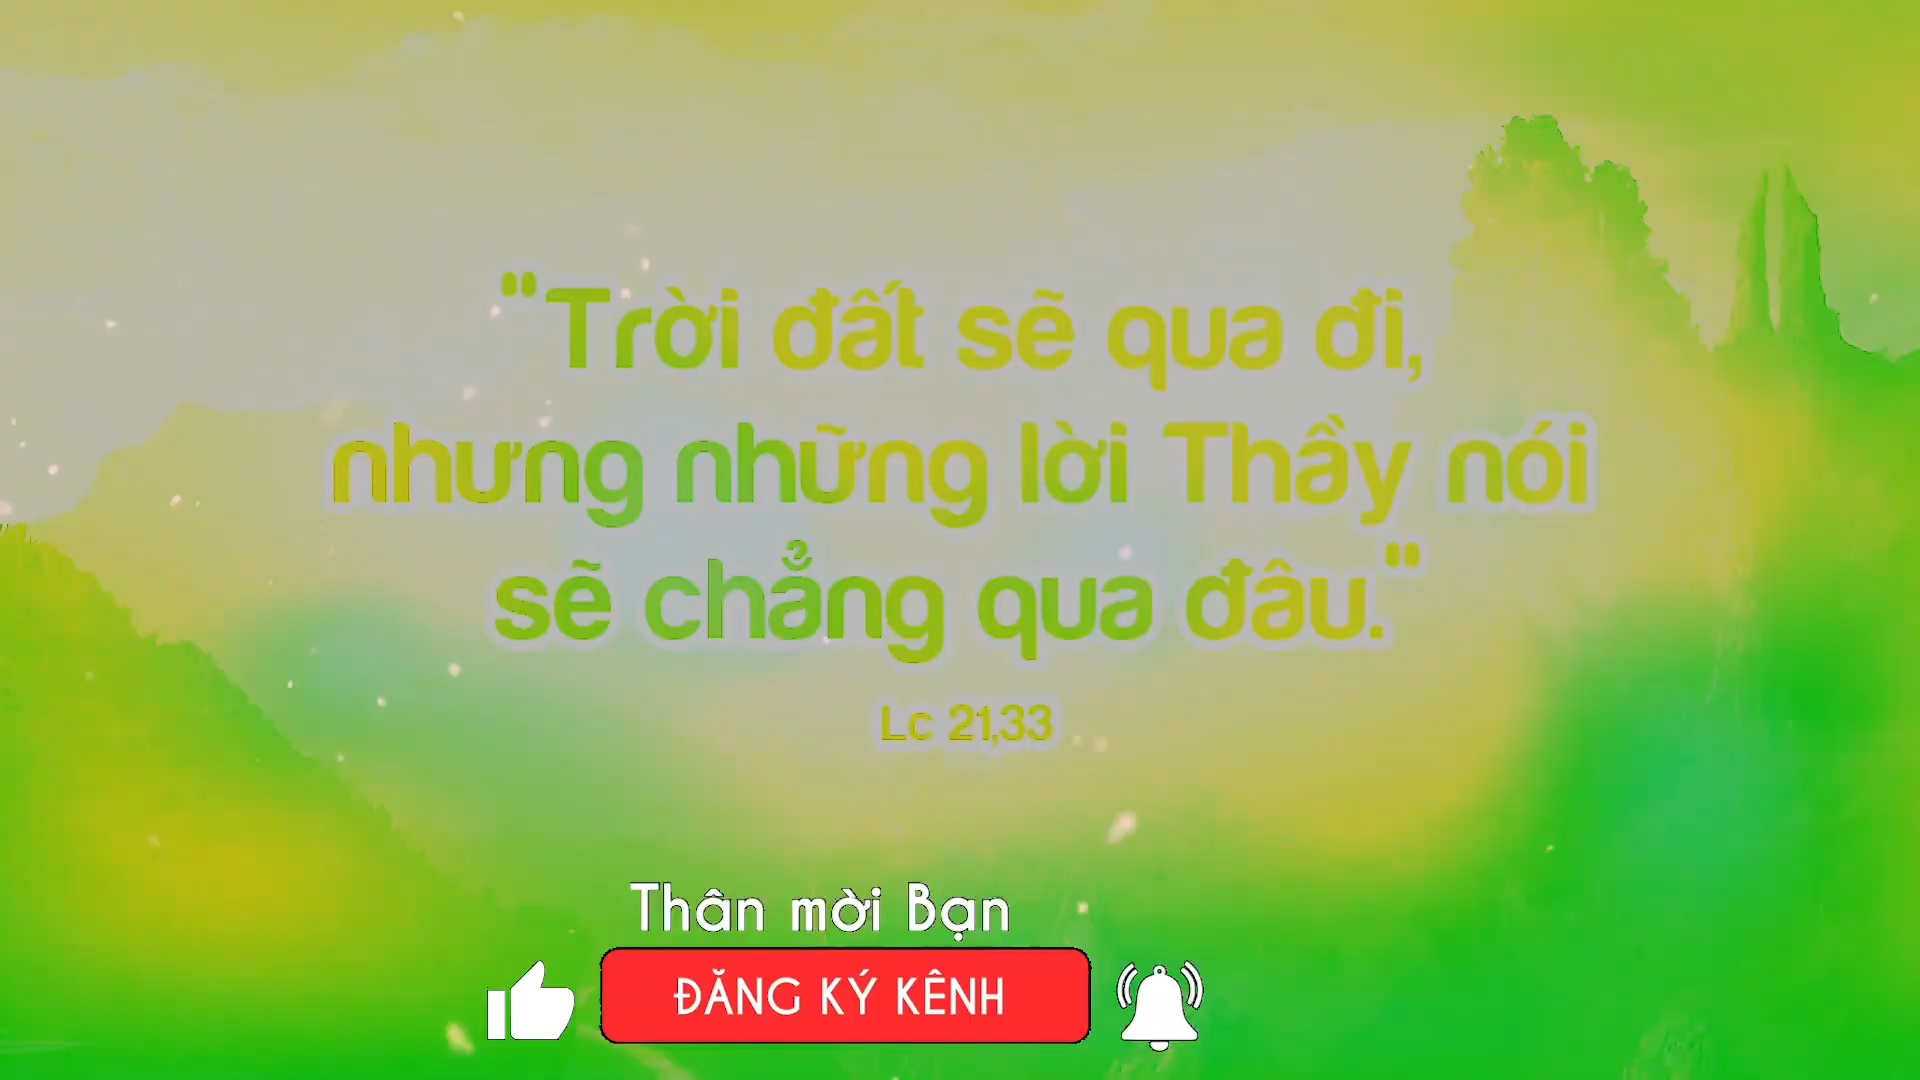 "Trời đất sẽ qua đi,
nhưng những lời Thầy nói
sẽ chẳng qua đâu."
Lc 21,33
Thân mời Bạn
ĐĂNG KÝ KÊNH